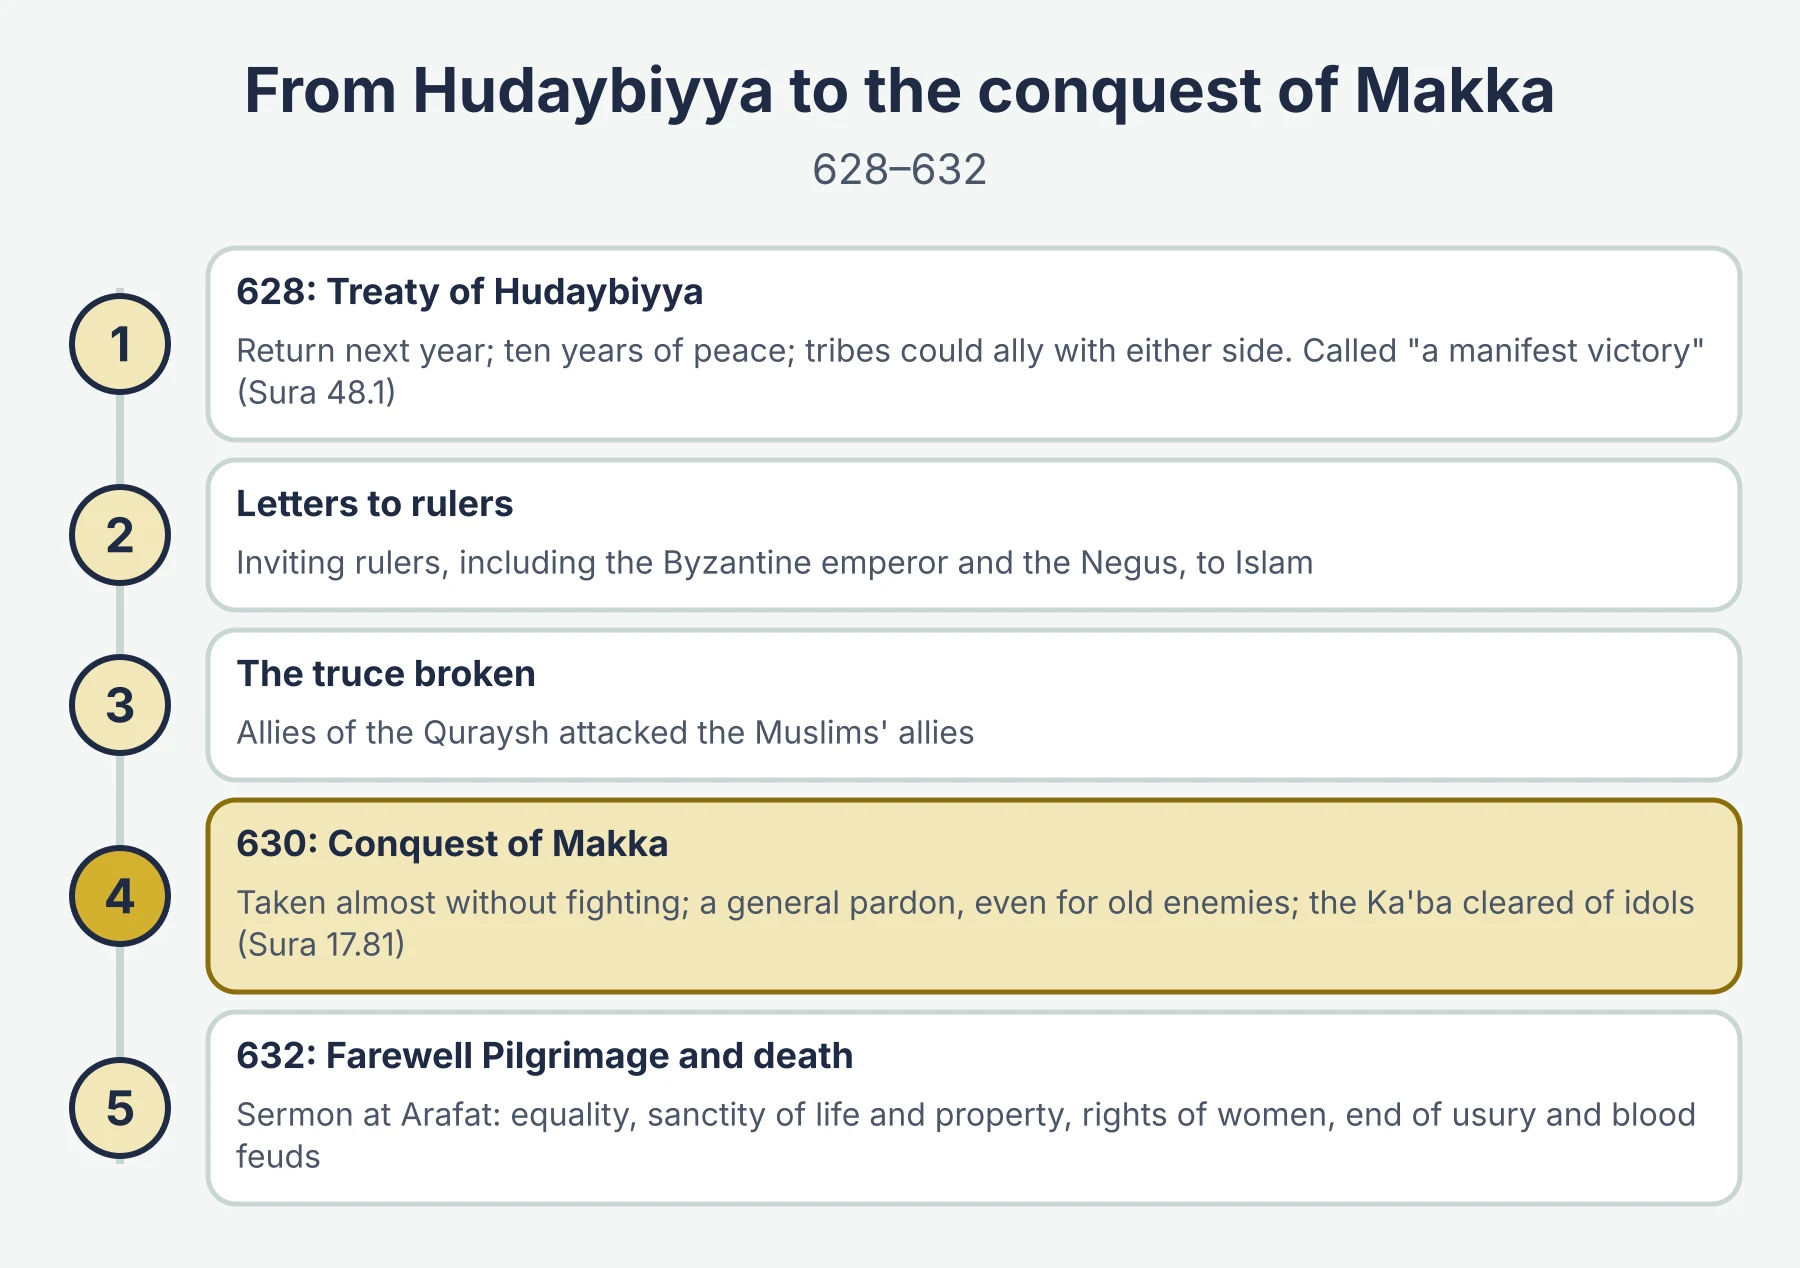 From Hudaybiyya to the conquest of Makka
628–632
1
628: Treaty of Hudaybiyya
Return next year; ten years of peace; tribes could ally with either side. Called "a manifest victory"
(Sura 48.1)
2
Letters to rulers
Inviting rulers, including the Byzantine emperor and the Negus, to Islam
3
The truce broken
Allies of the Quraysh attacked the Muslims' allies
4
630: Conquest of Makka
Taken almost without fighting; a general pardon, even for old enemies; the Ka'ba cleared of idols
(Sura 17.81)
5
632: Farewell Pilgrimage and death
Sermon at Arafat: equality, sanctity of life and property, rights of women, end of usury and blood
feuds